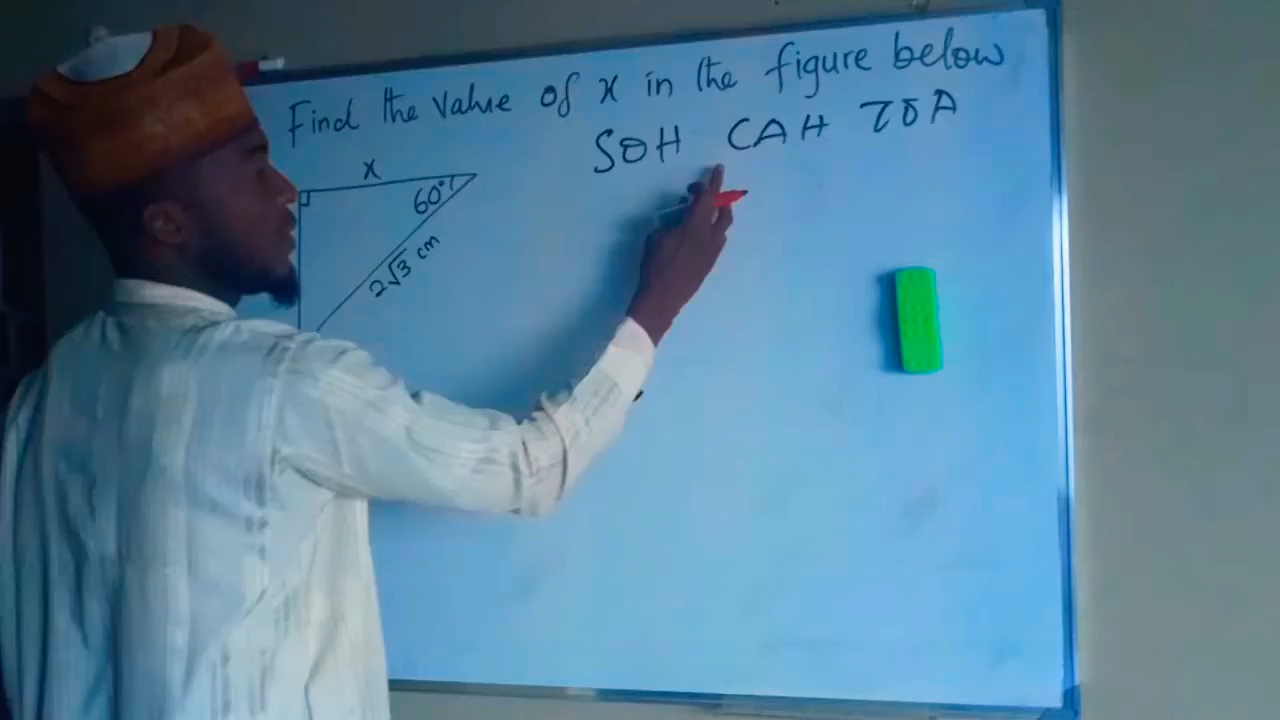 Find the value of x in the figure below
SOH CAH TOA
x
60°
2√3 cm